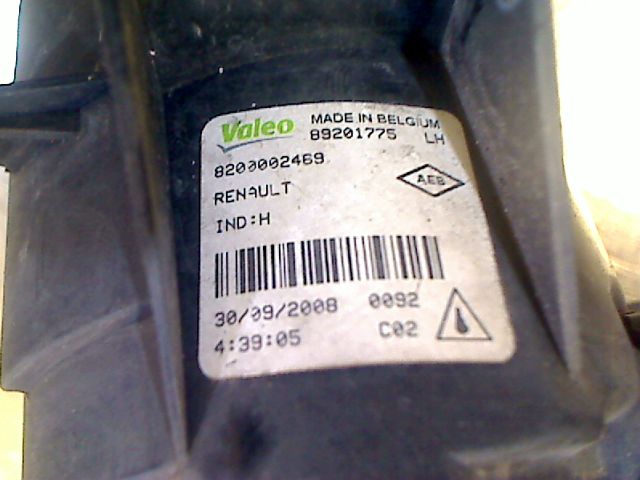 Valeo MADE IN BELGIUM
89201775 LH
8200002469
RENAULT AEB
IND:H
30/09/2008 0092
4:39:05 C02